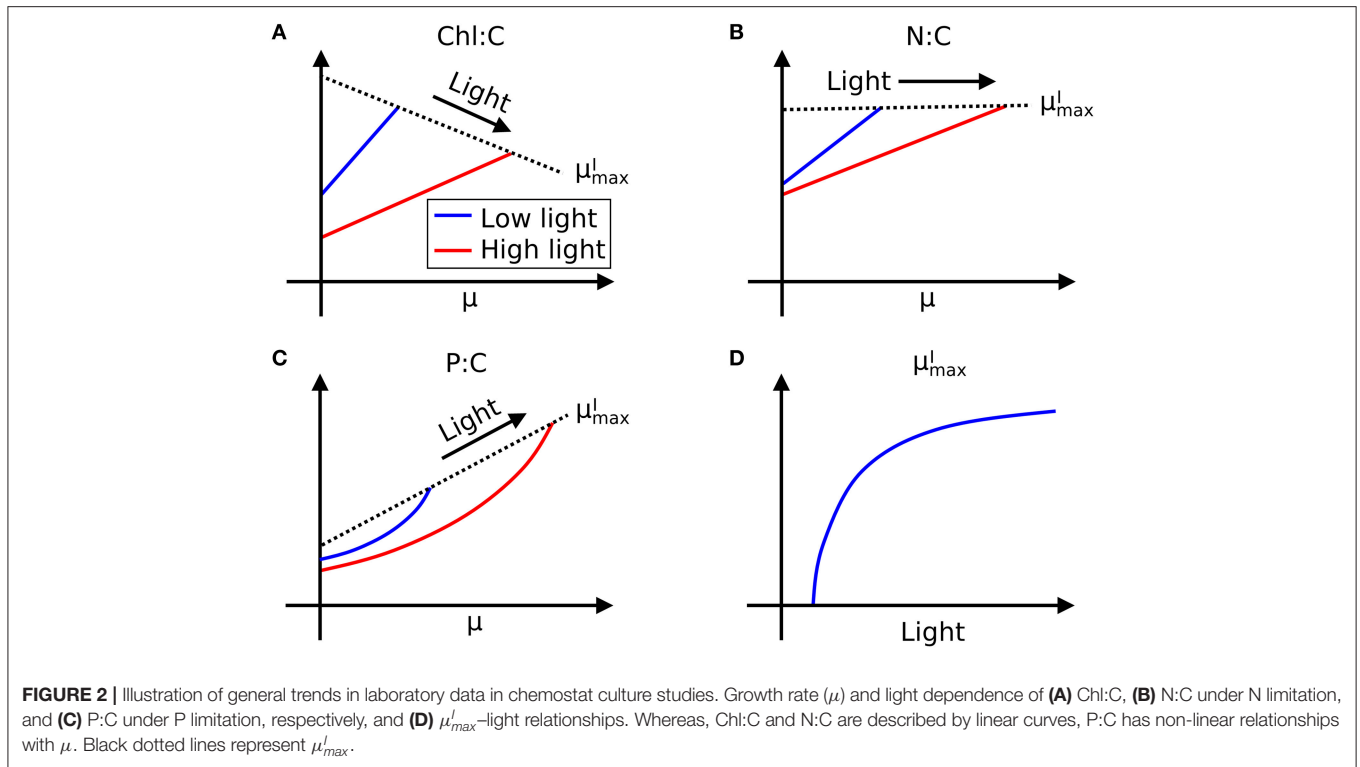 A
Chl:C
Light
μ^I_max
Low light
High light
μ
B
N:C
Light
μ^I_max
μ
C
P:C
Light
μ^I_max
μ
D
μ^I_max
Light
FIGURE 2 | Illustration of general trends in laboratory data in chemostat culture studies. Growth rate (μ) and light dependence of (A) Chl:C, (B) N:C under N limitation,
and (C) P:C under P limitation, respectively, and (D) μ^I_max–light relationships. Whereas, Chl:C and N:C are described by linear curves, P:C has non-linear relationships
with μ. Black dotted lines represent μ^I_max.